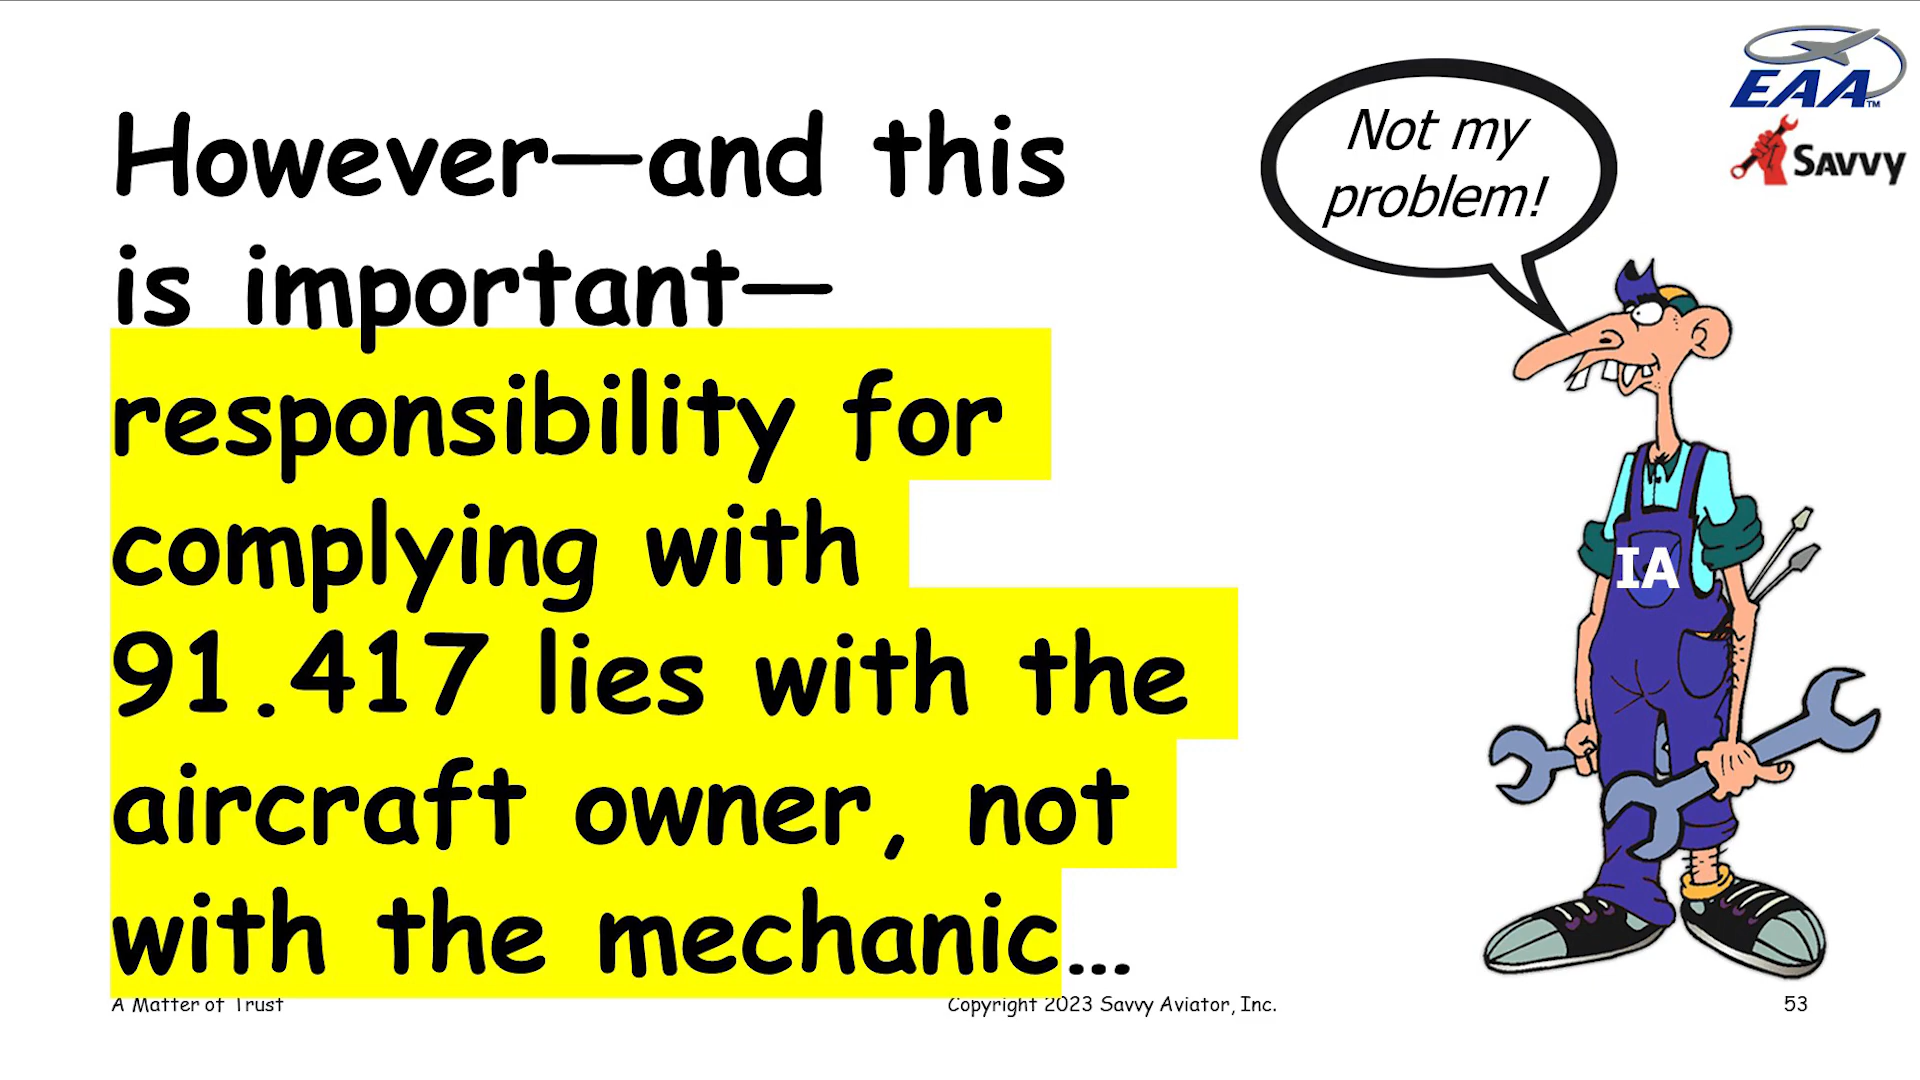 However—and this
is important—
responsibility for
complying with
91.417 lies with the
aircraft owner, not
with the mechanic…
Not my
problem!
EAA™
SAVVY
IA
A Matter of Trust
Copyright 2023 Savvy Aviator, Inc.
53